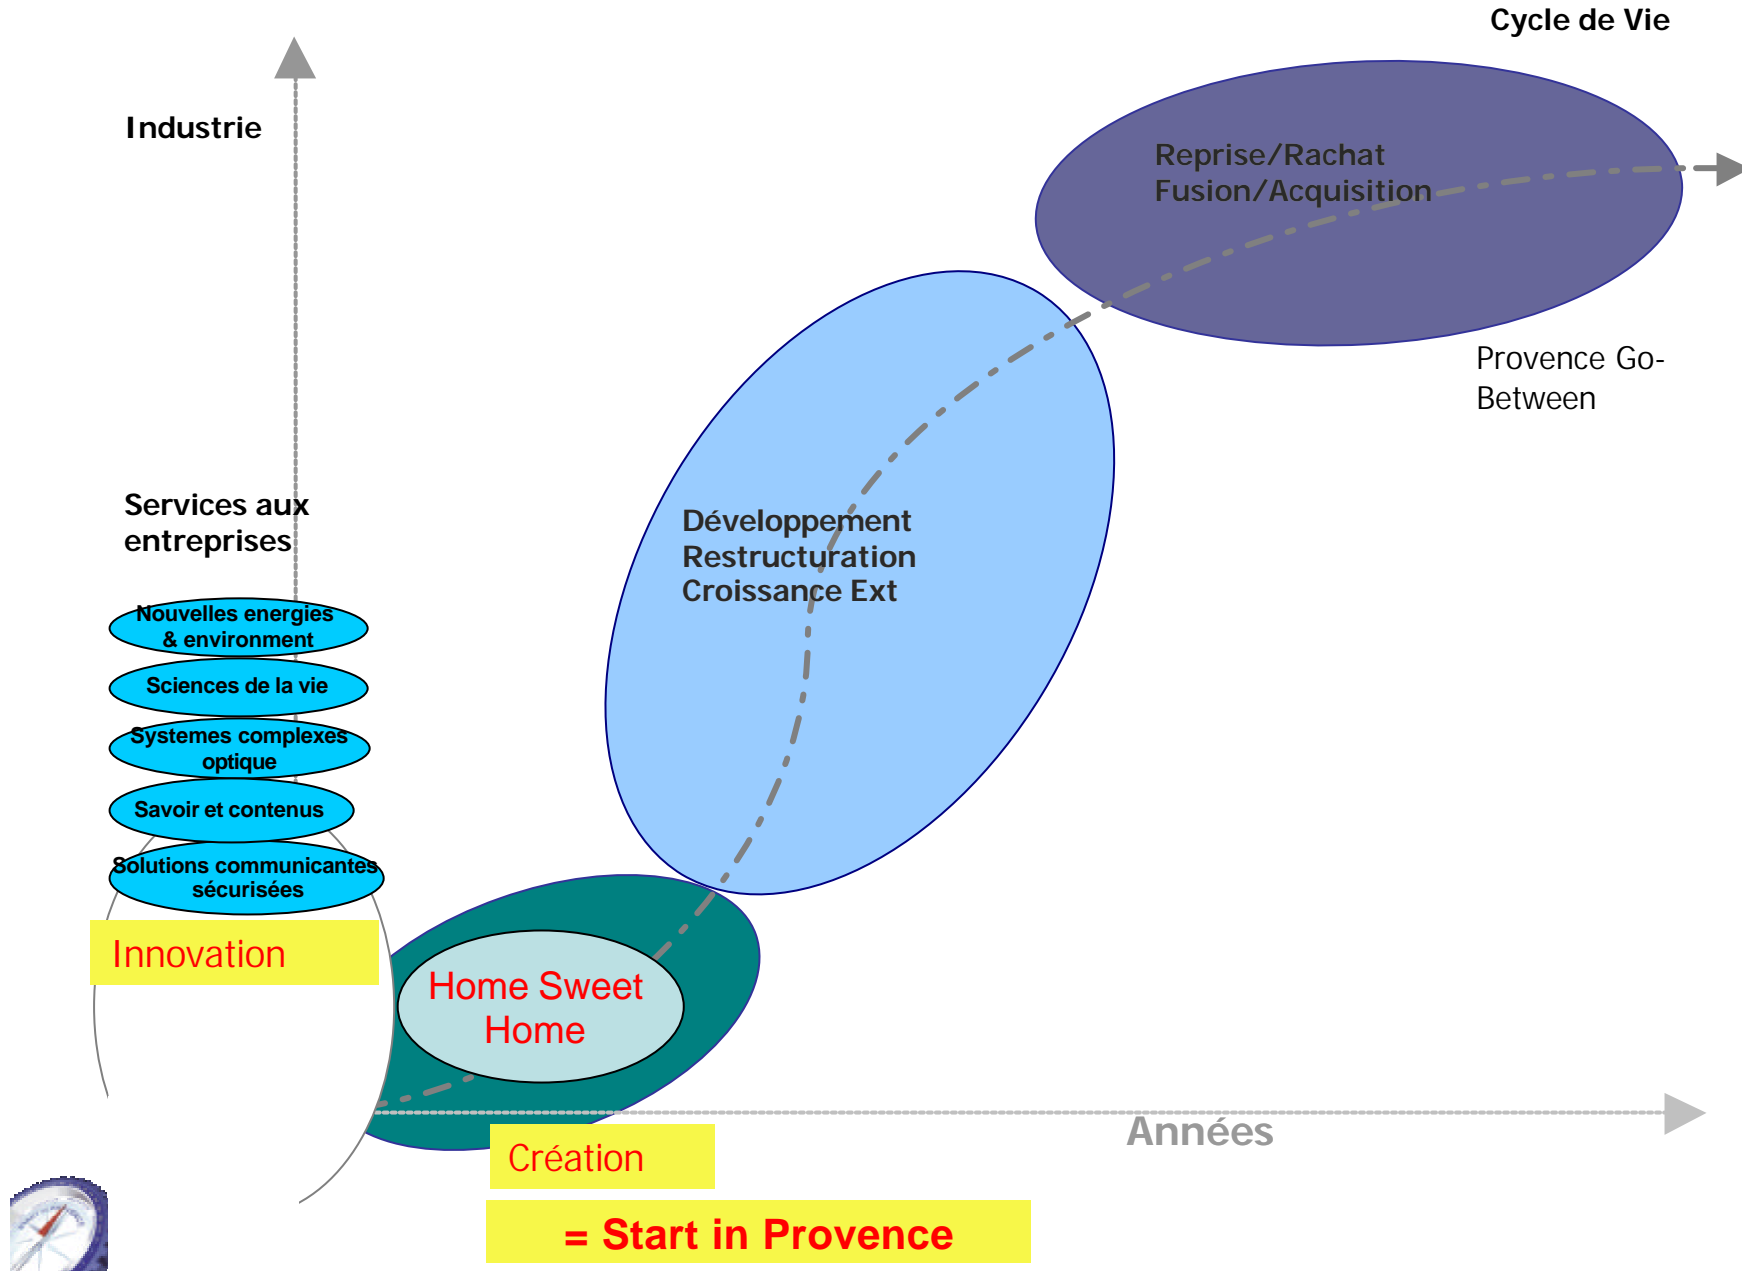 Cycle de Vie
Industrie
Reprise/Rachat
Fusion/Acquisition
Provence Go-
Between
Services aux
entreprises
Développement
Restructuration
Croissance Ext
Nouvelles energies
& environment
Sciences de la vie
Systemes complexes
optique
Savoir et contenus
Solutions communicantes
sécurisées
Innovation
Home Sweet
Home
Années
Création
= Start in Provence